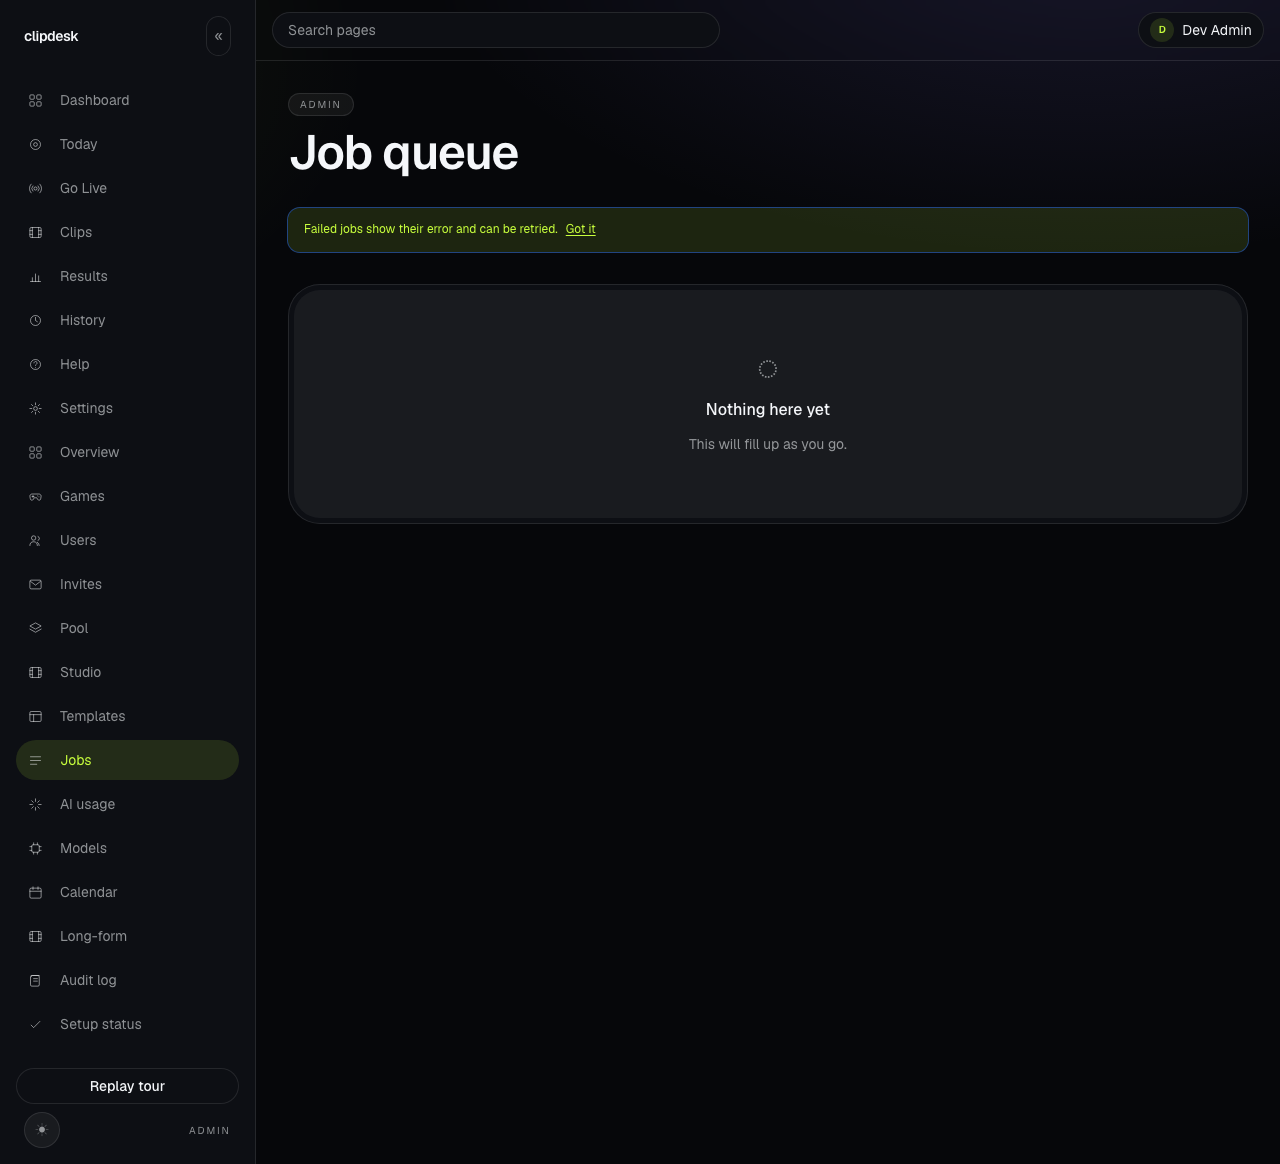 clipdesk
«
Search pages
D
Dev Admin
Dashboard
Today
Go Live
Clips
Results
History
Help
Settings
Overview
Games
Users
Invites
Pool
Studio
Templates
Jobs
AI usage
Models
Calendar
Long-form
Audit log
Setup status
Replay tour
ADMIN
ADMIN
Job queue
Failed jobs show their error and can be retried. Got it
Nothing here yet
This will fill up as you go.